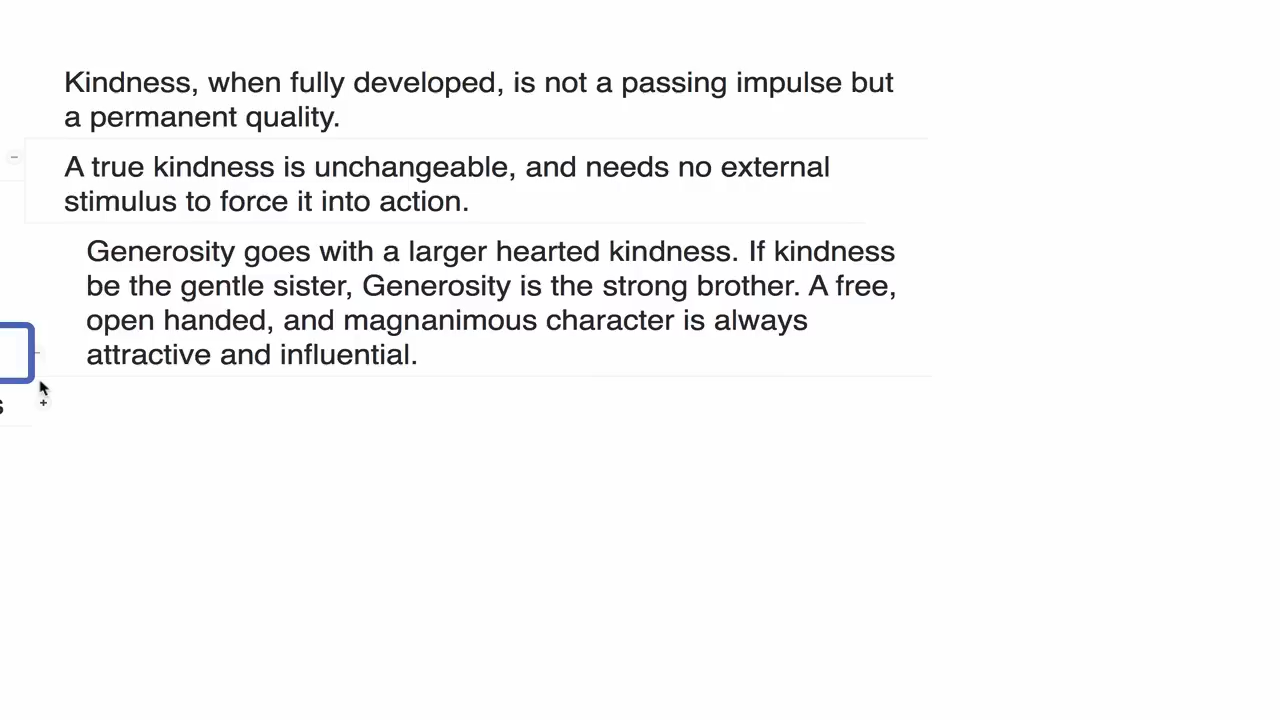 Kindness, when fully developed, is not a passing impulse but
a permanent quality.
A true kindness is unchangeable, and needs no external
stimulus to force it into action.
Generosity goes with a larger hearted kindness. If kindness
be the gentle sister, Generosity is the strong brother. A free,
open handed, and magnanimous character is always
attractive and influential.
s